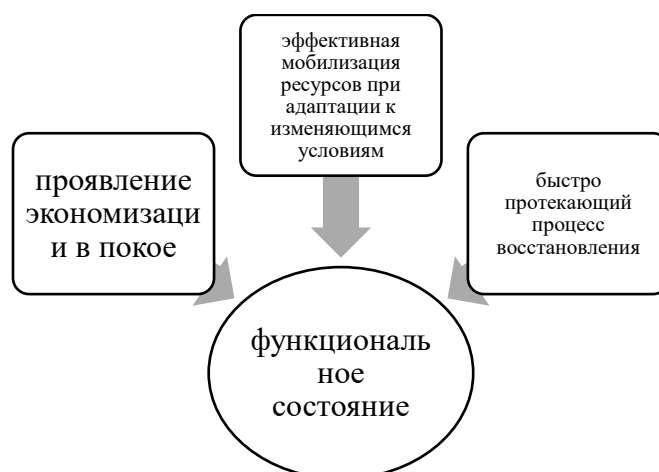 проявление
экономизаци
и в покое
эффективная
мобилизация
ресурсов при
адаптации к
изменяющимся
условиям
быстро
протекающий
процесс
восстановления
функциональ
ное
состояние